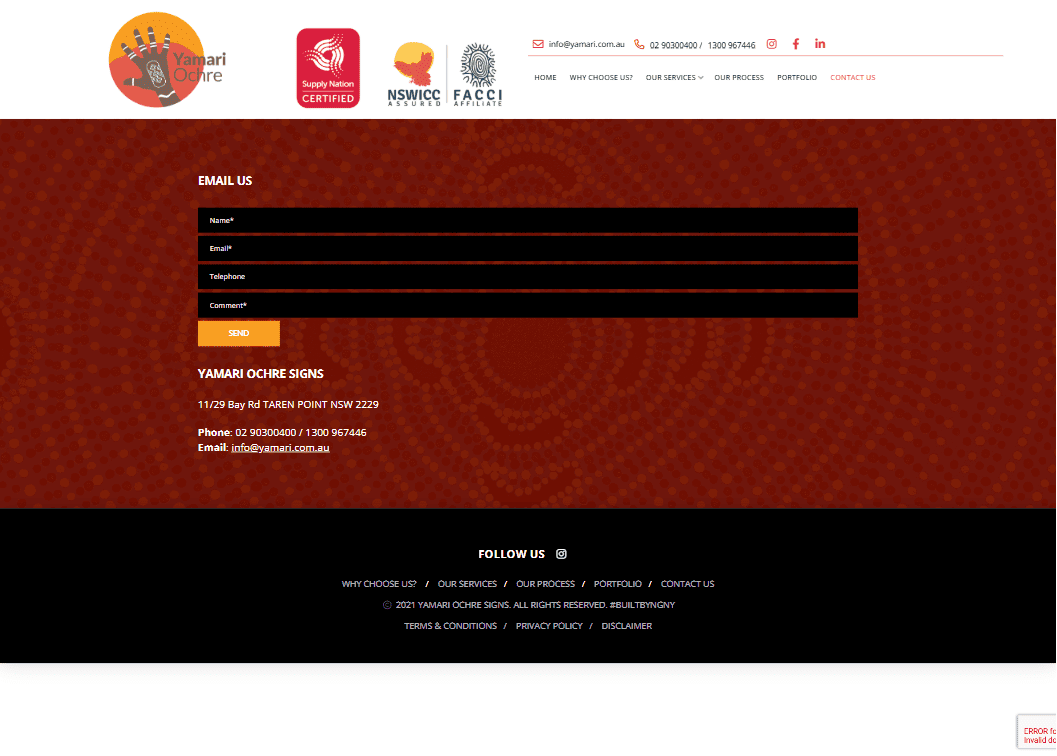 Yamari
Ochre
Supply Nation
CERTIFIED
NSWICC
ASSURED
FACCI
AFFILIATE
info@yamari.com.au 02 90300400 / 1300 967446
HOME WHY CHOOSE US? OUR SERVICES OUR PROCESS PORTFOLIO CONTACT US
EMAIL US
Name*
Email*
Telephone
Comment*
SEND
YAMARI OCHRE SIGNS
11/29 Bay Rd TAREN POINT NSW 2229
Phone: 02 90300400 / 1300 967446
Email: info@yamari.com.au
FOLLOW US
WHY CHOOSE US? / OUR SERVICES / OUR PROCESS / PORTFOLIO / CONTACT US
© 2021 YAMARI OCHRE SIGNS. ALL RIGHTS RESERVED. #BUILTBYNGNY
TERMS & CONDITIONS / PRIVACY POLICY / DISCLAIMER
ERROR
Invalid